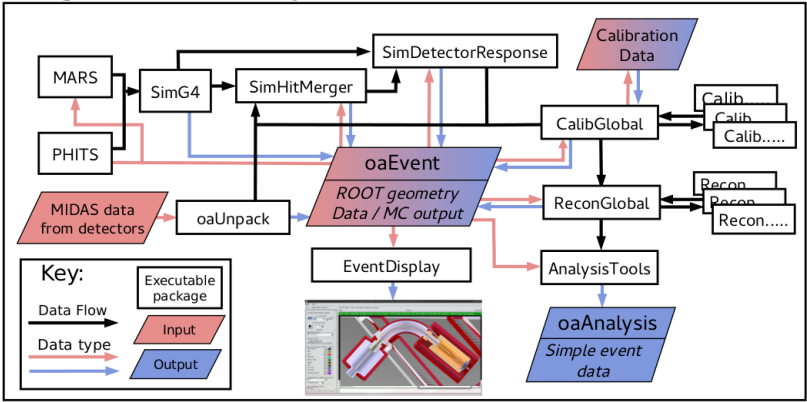 SimDetectorResponse
Calibration
Data
MARS
SimG4
SimHitMerger
Calib.....
Calib
Calib.....
CalibGlobal
PHITS
oaEvent
ROOT geometry
Data / MC output
Recon
Recon
Recon.....
ReconGlobal
MIDAS data
from detectors
oaUnpack
EventDisplay
AnalysisTools
Key:
Executable
package
Data Flow
Input
Data type
Output
oaAnalysis
Simple event
data